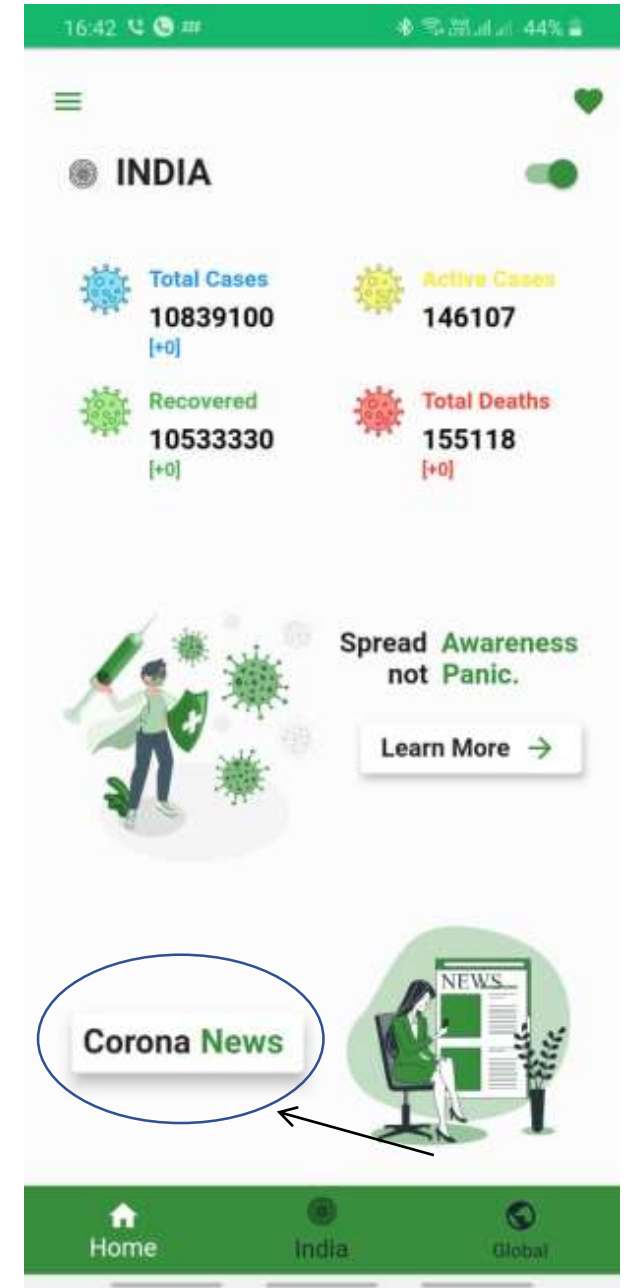 16:42 44%
INDIA
Total Cases Active Cases
10839100 146107
[+0]
Recovered Total Deaths
10533330 155118
[+0] [+0]
Spread Awareness
not Panic.
Learn More →
NEWS
Corona News
Home India Global